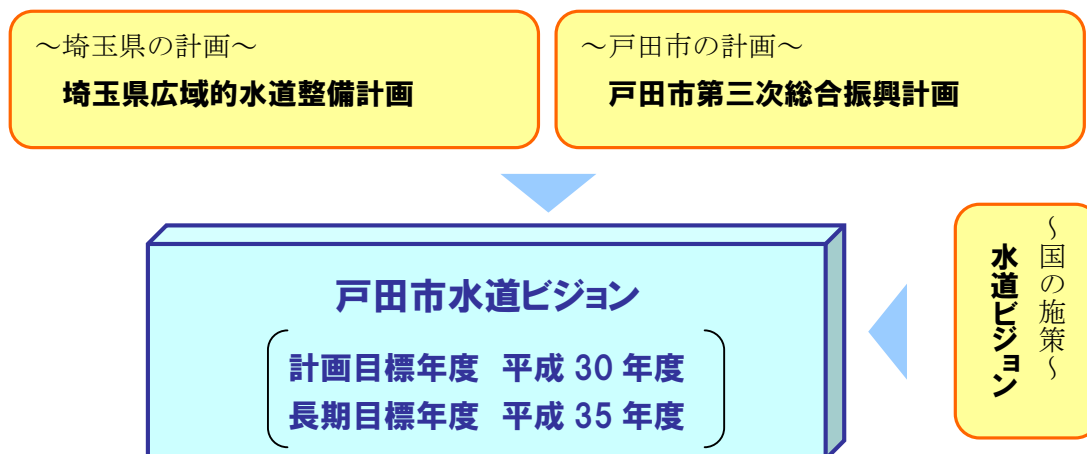 ～埼玉県の計画～
埼玉県広域的水道整備計画
～戸田市の計画～
戸田市第三次総合振興計画
～国の施策～
水道ビジョン
戸田市水道ビジョン
計画目標年度 平成 30 年度
長期目標年度 平成 35 年度